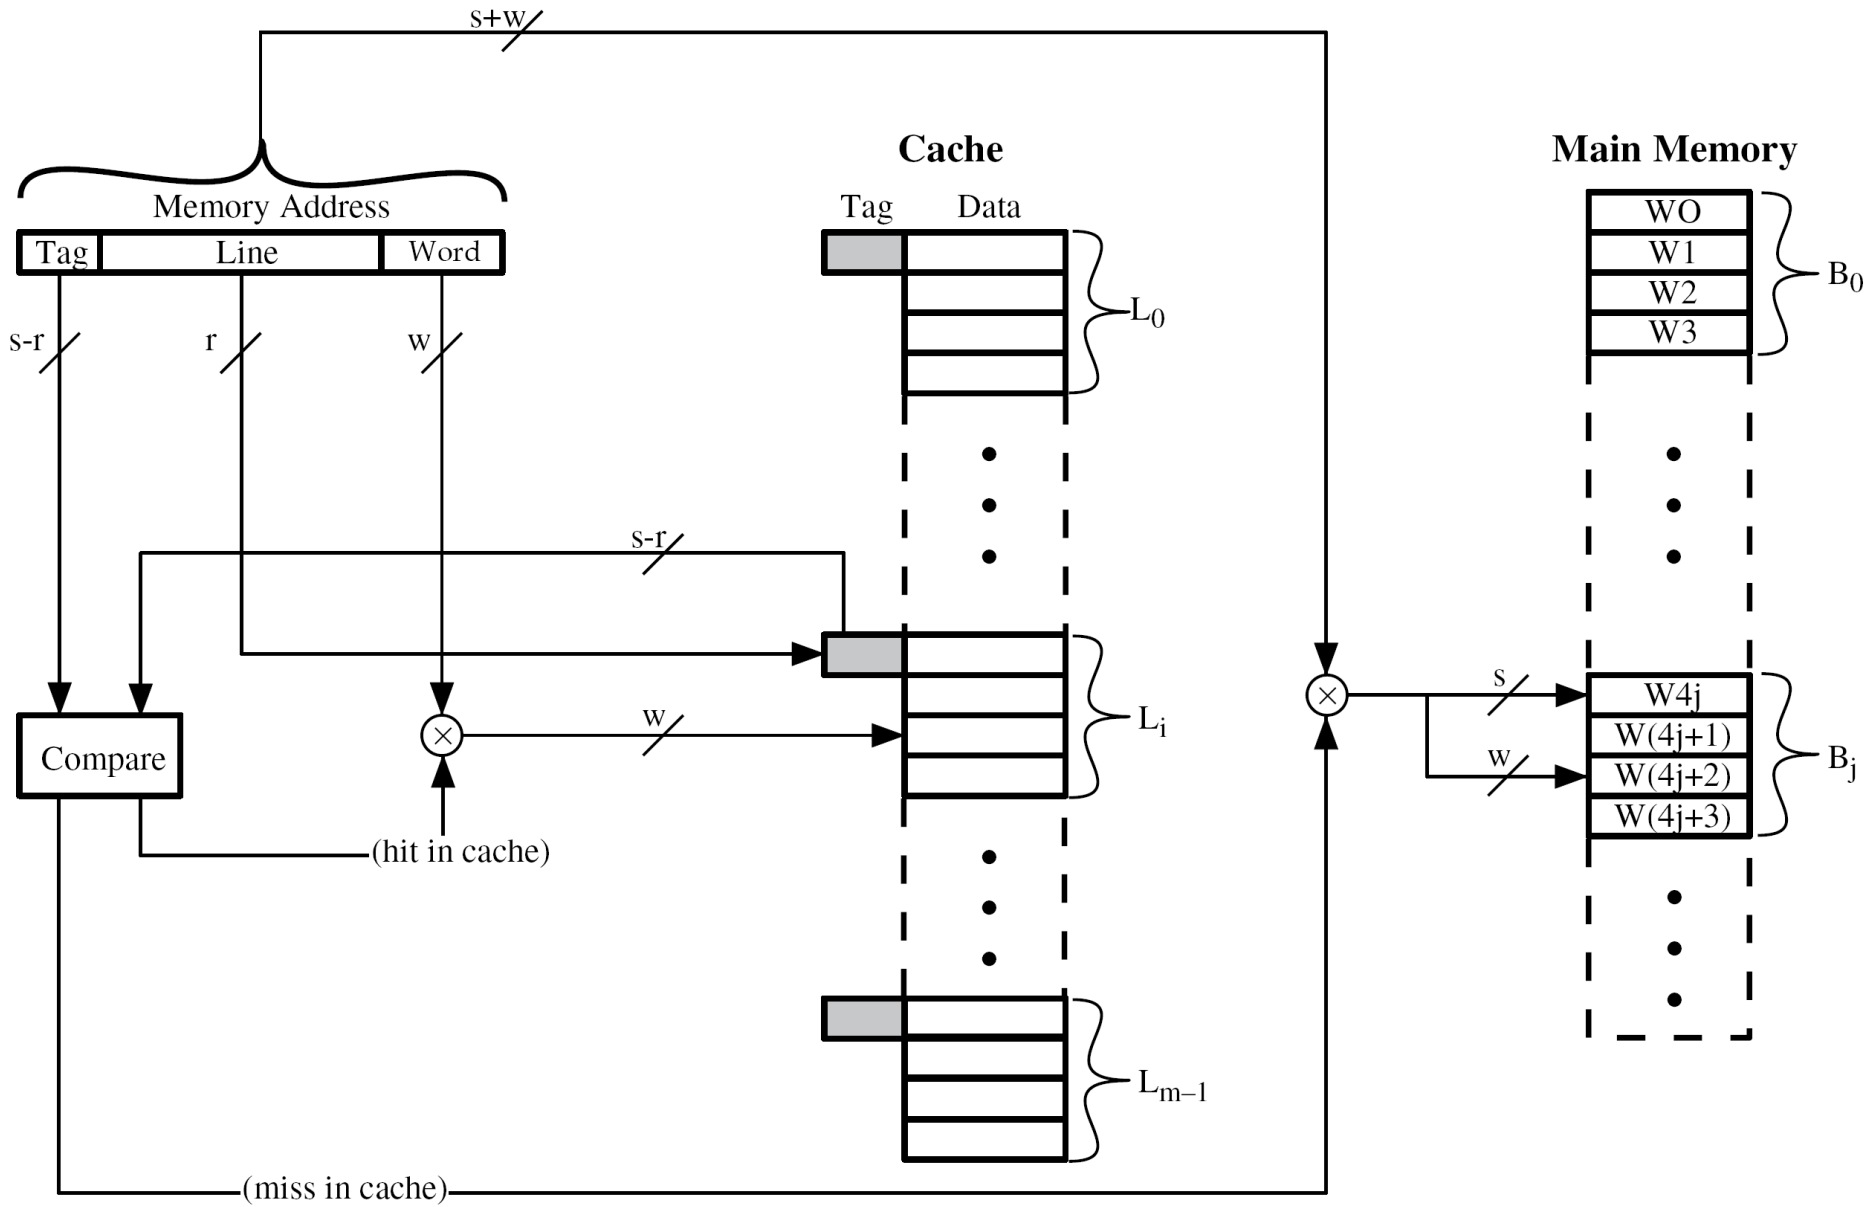 s+w
Cache
Main Memory
Memory Address
Tag Data
Tag Line Word
WO
W1
W2
W3
B0
L0
s-r
r
w
s-r
Li
w
s
w
W4j
W(4j+1)
W(4j+2)
W(4j+3)
Bj
Compare
(hit in cache)
Lm–1
(miss in cache)